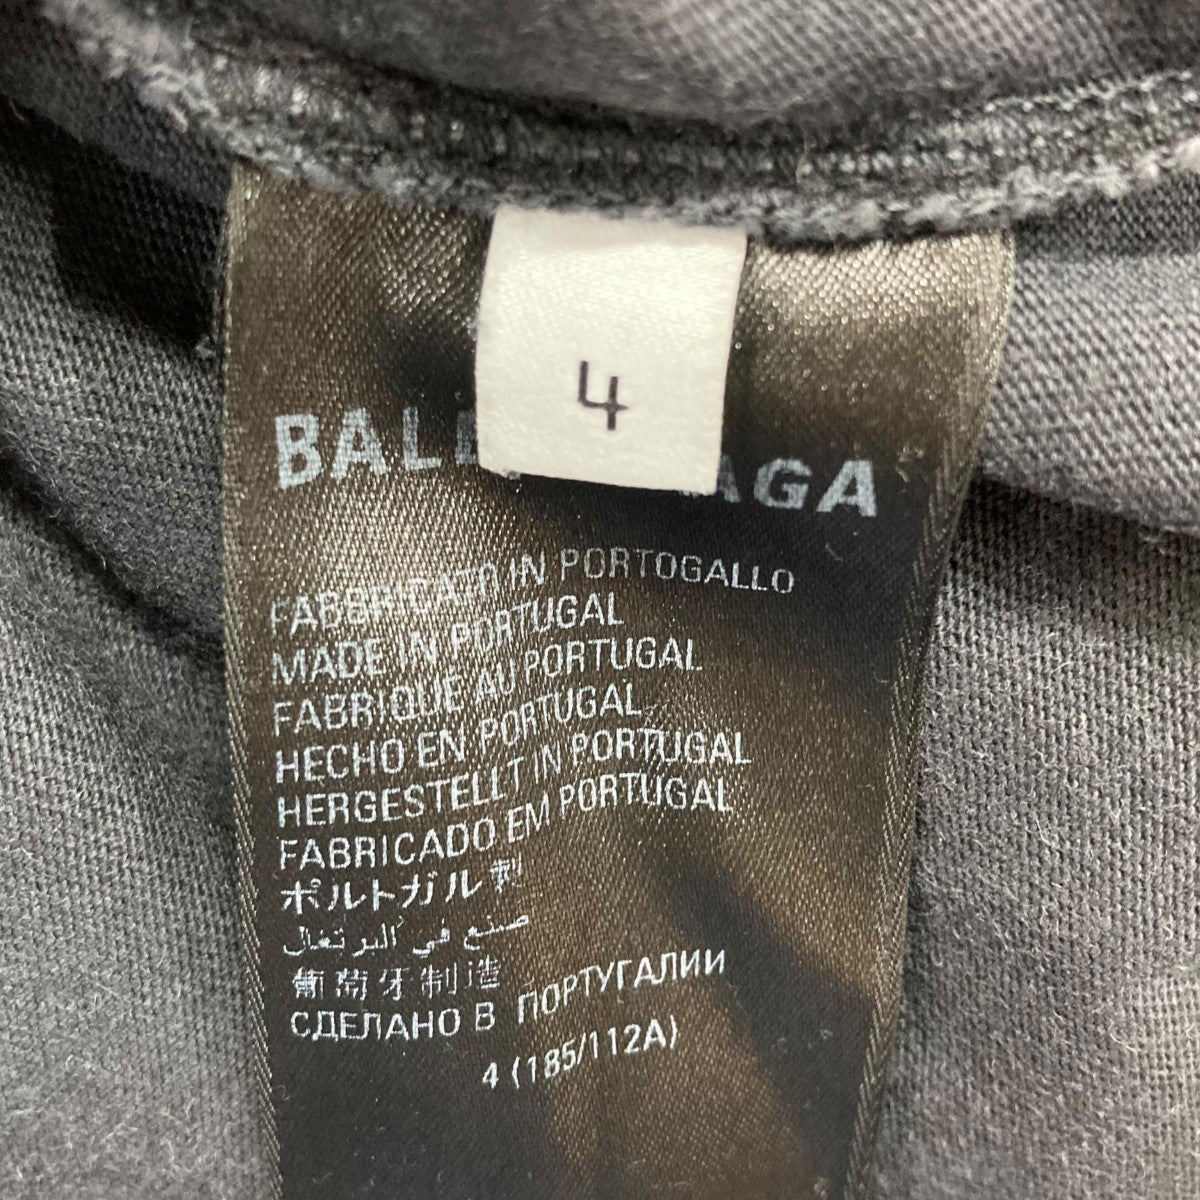 4
BAL AGA
FABBRICATO IN PORTOGALLO
MADE IN PORTUGAL
FABRIQUE AU PORTUGAL
HECHO EN PORTUGAL
HERGESTELLT IN PORTUGAL
FABRICADO EM PORTUGAL
ポルトガル製
صنع في البرتغال
葡萄牙制造
СДЕЛАНО В ПОРТУГАЛИИ
4 (185/112A)